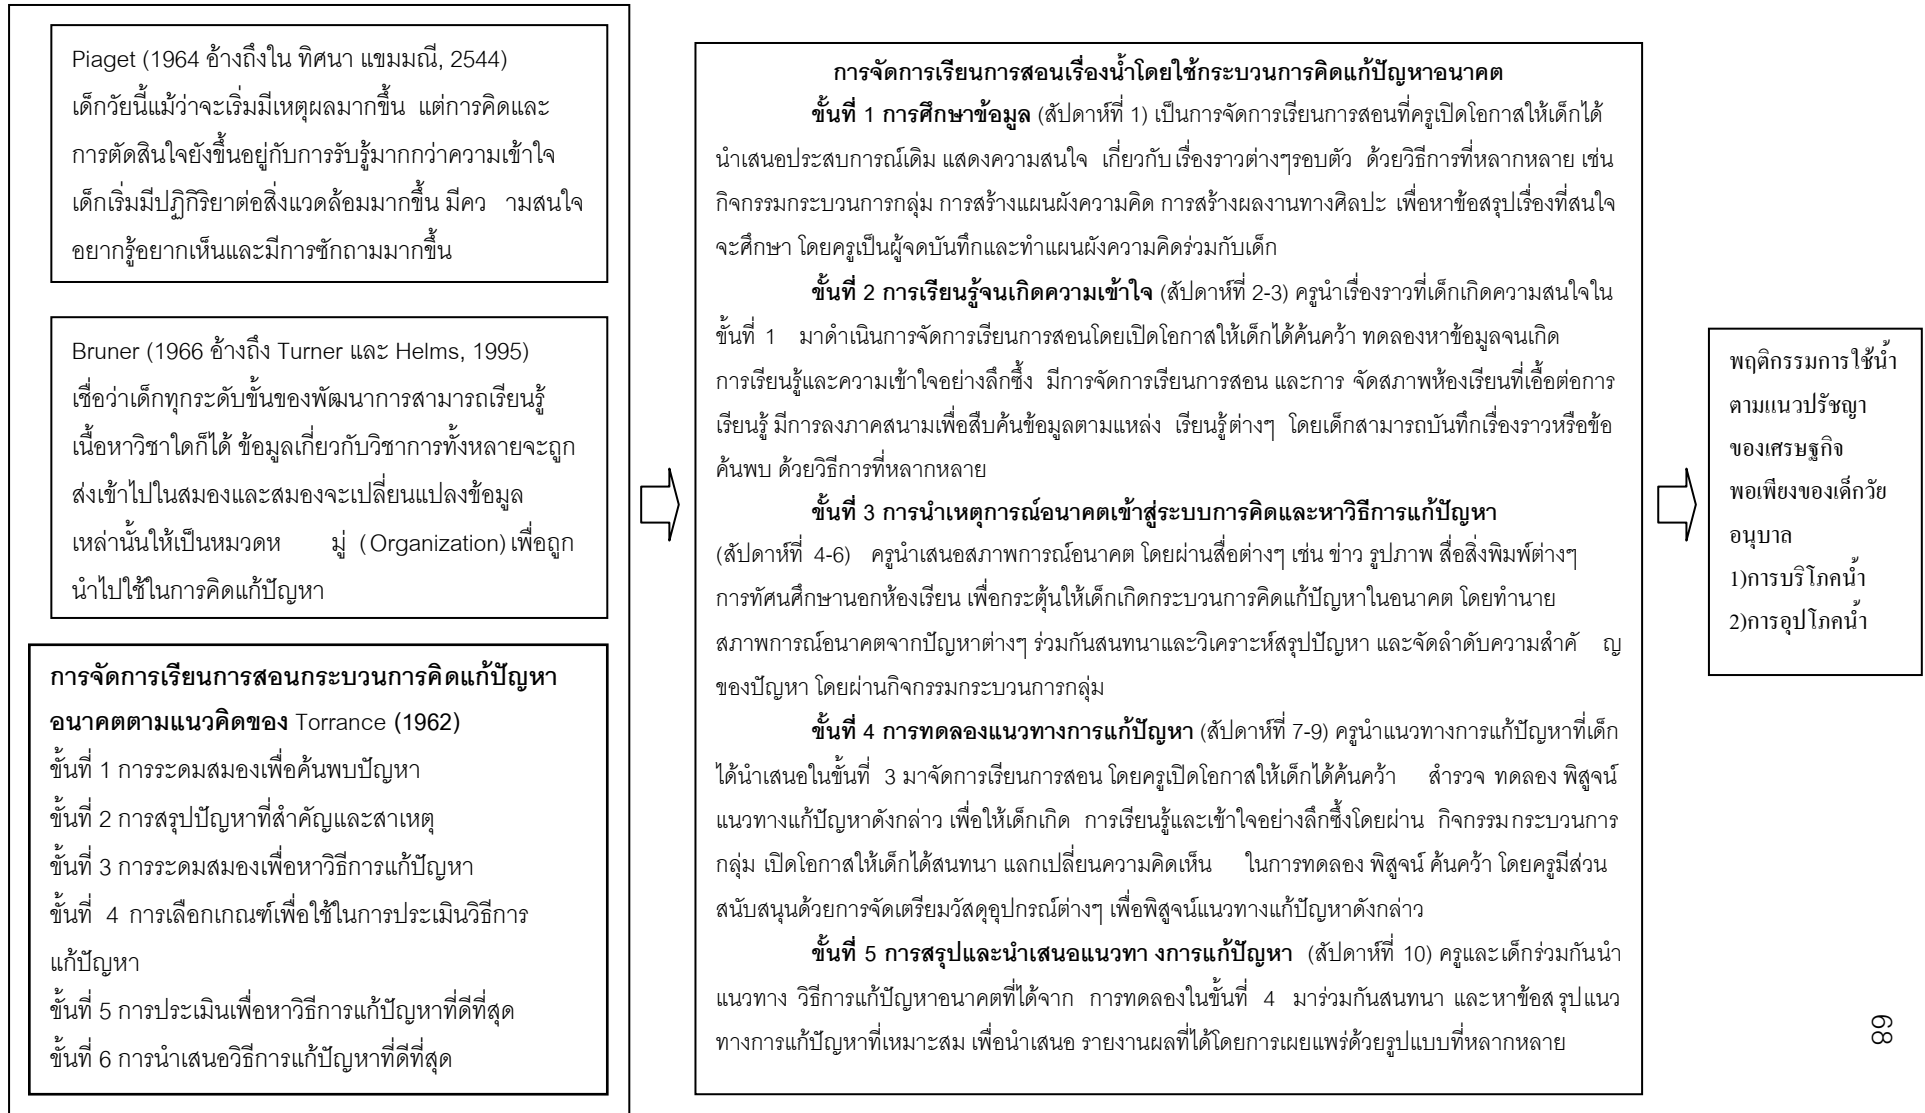 Piaget (1964 อ้างถึงใน ทิศนา แขมมณี, 2544)
เด็กวัยนี้แม้ว่าจะเริ่มมีเหตุผลมากขึ้น แต่การคิดและ
การตัดสินใจยังขึ้นอยู่กับการรับรู้มากกว่าความเข้าใจ
เด็กเริ่มมีปฏิกิริยาต่อสิ่งแวดล้อมมากขึ้น มีคว ามสนใจ
อยากรู้อยากเห็นและมีการซักถามมากขึ้น
Bruner (1966 อ้างถึง Turner และ Helms, 1995)
เชื่อว่าเด็กทุกระดับชั้นของพัฒนาการสามารถเรียนรู้
เนื้อหาวิชาใดก็ได้ ข้อมูลเกี่ยวกับวิชาการทั้งหลายจะถูก
ส่งเข้าไปในสมองและสมองจะเปลี่ยนแปลงข้อมูล
เหล่านั้นให้เป็นหมวดห มู่ (Organization) เพื่อถูก
นำไปใช้ในการคิดแก้ปัญหา
การจัดการเรียนการสอนกระบวนการคิดแก้ปัญหา
อนาคตตามแนวคิดของ Torrance (1962)
ขั้นที่ 1 การระดมสมองเพื่อค้นพบปัญหา
ขั้นที่ 2 การสรุปปัญหาที่สำคัญและสาเหตุ
ขั้นที่ 3 การระดมสมองเพื่อหาวิธีการแก้ปัญหา
ขั้นที่ 4 การเลือกเกณฑ์เพื่อใช้ในการประเมินวิธีการ
แก้ปัญหา
ขั้นที่ 5 การประเมินเพื่อหาวิธีการแก้ปัญหาที่ดีที่สุด
ขั้นที่ 6 การนำเสนอวิธีการแก้ปัญหาที่ดีที่สุด
การจัดการเรียนการสอนเรื่องน้ำโดยใช้กระบวนการคิดแก้ปัญหาอนาคต
ขั้นที่ 1 การศึกษาข้อมูล (สัปดาห์ที่ 1) เป็นการจัดการเรียนการสอนที่ครูเปิดโอกาสให้เด็กได้
นำเสนอประสบการณ์เดิม แสดงความสนใจ เกี่ยวกับ เรื่องราวต่างๆรอบตัว ด้วยวิธีการที่หลากหลาย เช่น
กิจกรรมกระบวนการกลุ่ม การสร้างแผนผังความคิด การสร้างผลงานทางศิลปะ เพื่อหาข้อสรุปเรื่องที่สนใจ
จะศึกษา โดยครูเป็นผู้จดบันทึกและทำแผนผังความคิดร่วมกับเด็ก
ขั้นที่ 2 การเรียนรู้จนเกิดความเข้าใจ (สัปดาห์ที่ 2-3) ครูนำเรื่องราวที่เด็กเกิดความสนใจใน
ขั้นที่ 1 มาดำเนินการจัดการเรียนการสอนโดยเปิดโอกาสให้เด็กได้ค้นคว้า ทดลองหาข้อมูลจนเกิด
การเรียนรู้และความเข้าใจอย่างลึกซึ้ง มีการจัดการเรียนการสอน และการ จัดสภาพห้องเรียนที่เอื้อต่อการ
เรียนรู้ มีการลงภาคสนามเพื่อสืบค้นข้อมูลตามแหล่ง เรียนรู้ต่างๆ โดยเด็กสามารถบันทึกเรื่องราวหรือข้อ
ค้นพบ ด้วยวิธีการที่หลากหลาย
ขั้นที่ 3 การนำเหตุการณ์อนาคตเข้าสู่ระบบการคิดและหาวิธีการแก้ปัญหา
(สัปดาห์ที่ 4-6) ครูนำเสนอสภาพการณ์อนาคต โดยผ่านสื่อต่างๆ เช่น ข่าว รูปภาพ สื่อสิ่งพิมพ์ต่างๆ
การทัศนศึกษานอกห้องเรียน เพื่อกระตุ้นให้เด็กเกิดกระบวนการคิดแก้ปัญหาในอนาคต โดยทำนาย
สภาพการณ์อนาคตจากปัญหาต่างๆ ร่วมกันสนทนาและวิเคราะห์สรุปปัญหา และจัดลำดับความสำคั ญ
ของปัญหา โดยผ่านกิจกรรมกระบวนการกลุ่ม
ขั้นที่ 4 การทดลองแนวทางการแก้ปัญหา (สัปดาห์ที่ 7-9) ครูนำแนวทางการแก้ปัญหาที่เด็ก
ได้นำเสนอในขั้นที่ 3 มาจัดการเรียนการสอน โดยครูเปิดโอกาสให้เด็กได้ค้นคว้า สำรวจ ทดลอง พิสูจน์
แนวทางแก้ปัญหาดังกล่าว เพื่อให้เด็กเกิด การเรียนรู้และเข้าใจอย่างลึกซึ้งโดยผ่าน กิจกรรม กระบวนการ
กลุ่ม เปิดโอกาสให้เด็กได้สนทนา แลกเปลี่ยนความคิดเห็น ในการทดลอง พิสูจน์ ค้นคว้า โดยครูมีส่วน
สนับสนุนด้วยการจัดเตรียมวัสดุอุปกรณ์ต่างๆ เพื่อพิสูจน์แนวทางแก้ปัญหาดังกล่าว
ขั้นที่ 5 การสรุปและนำเสนอแนวทา งการแก้ปัญหา (สัปดาห์ที่ 10) ครูและเด็กร่วมกันนำ
แนวทาง วิธีการแก้ปัญหาอนาคตที่ได้จาก การทดลองในขั้นที่ 4 มาร่วมกันสนทนา และหาข้อส รุปแนว
ทางการแก้ปัญหาที่เหมาะสม เพื่อนำเสนอ รายงานผลที่ได้โดยการเผยแพร่ด้วยรูปแบบที่หลากหลาย
พฤติกรรมการใช้น้ำ
ตามแนวปรัชญา
ของเศรษฐกิจ
พอเพียงของเด็กวัย
อนุบาล
1)การบริโภคน้ำ
2)การอุปโภคน้ำ
68